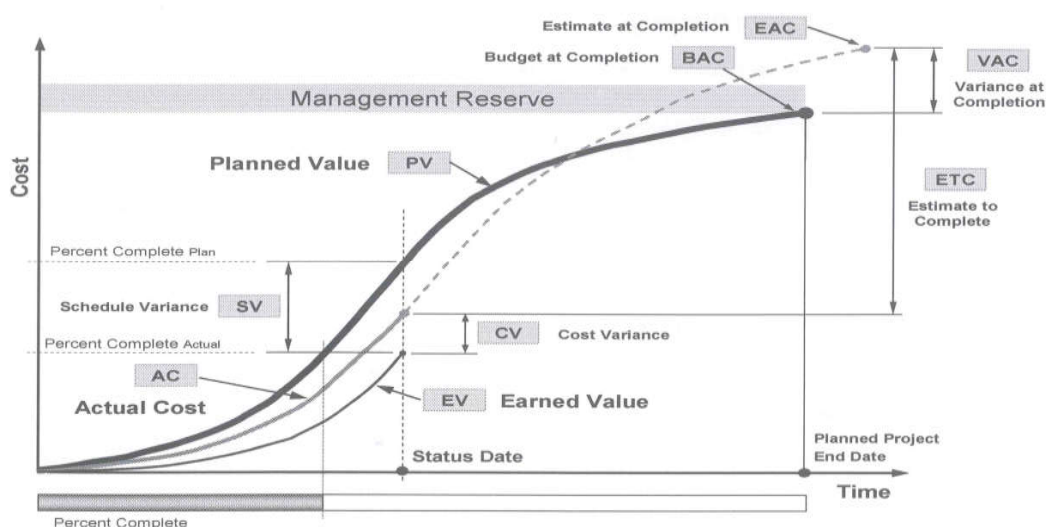 Estimate at Completion EAC
Budget at Completion BAC
VAC
Variance at
Completion
Management Reserve
Planned Value PV
Cost
ETC
Estimate to
Complete
Percent Complete Plan
Schedule Variance SV
CV Cost Variance
Percent Complete Actual
AC
Actual Cost
EV Earned Value
Status Date
Planned Project
End Date
Time
Percent Complete